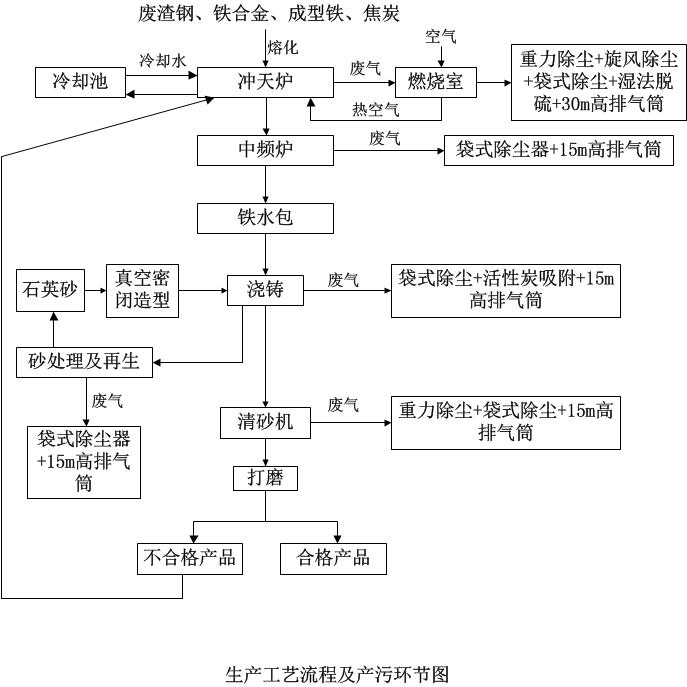 废渣钢、铁合金、成型铁、焦炭
熔化
空气
冷却池
冷却水
冲天炉
废气
燃烧室
重力除尘+旋风除尘
+袋式除尘+湿法脱
硫+30m高排气筒
热空气
中频炉
废气
袋式除尘器+15m高排气筒
铁水包
石英砂
真空密
闭造型
浇铸
废气
袋式除尘+活性炭吸附+15m
高排气筒
砂处理及再生
废气
袋式除尘器
+15m高排气
筒
清砂机
废气
重力除尘+袋式除尘+15m高
排气筒
打磨
不合格产品
合格产品
生产工艺流程及产污环节图